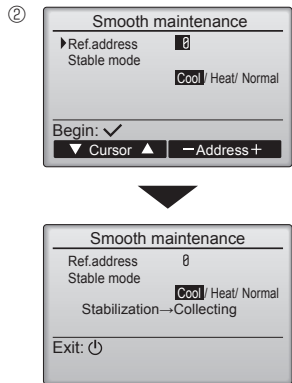 ②
Smooth maintenance
Ref.address 0
Stable mode
Cool / Heat/ Normal
Begin: ✓
▼ Cursor ▲ −Address+
Smooth maintenance
Ref.address 0
Stable mode
Cool / Heat/ Normal
Stabilization→Collecting
Exit: ⏻